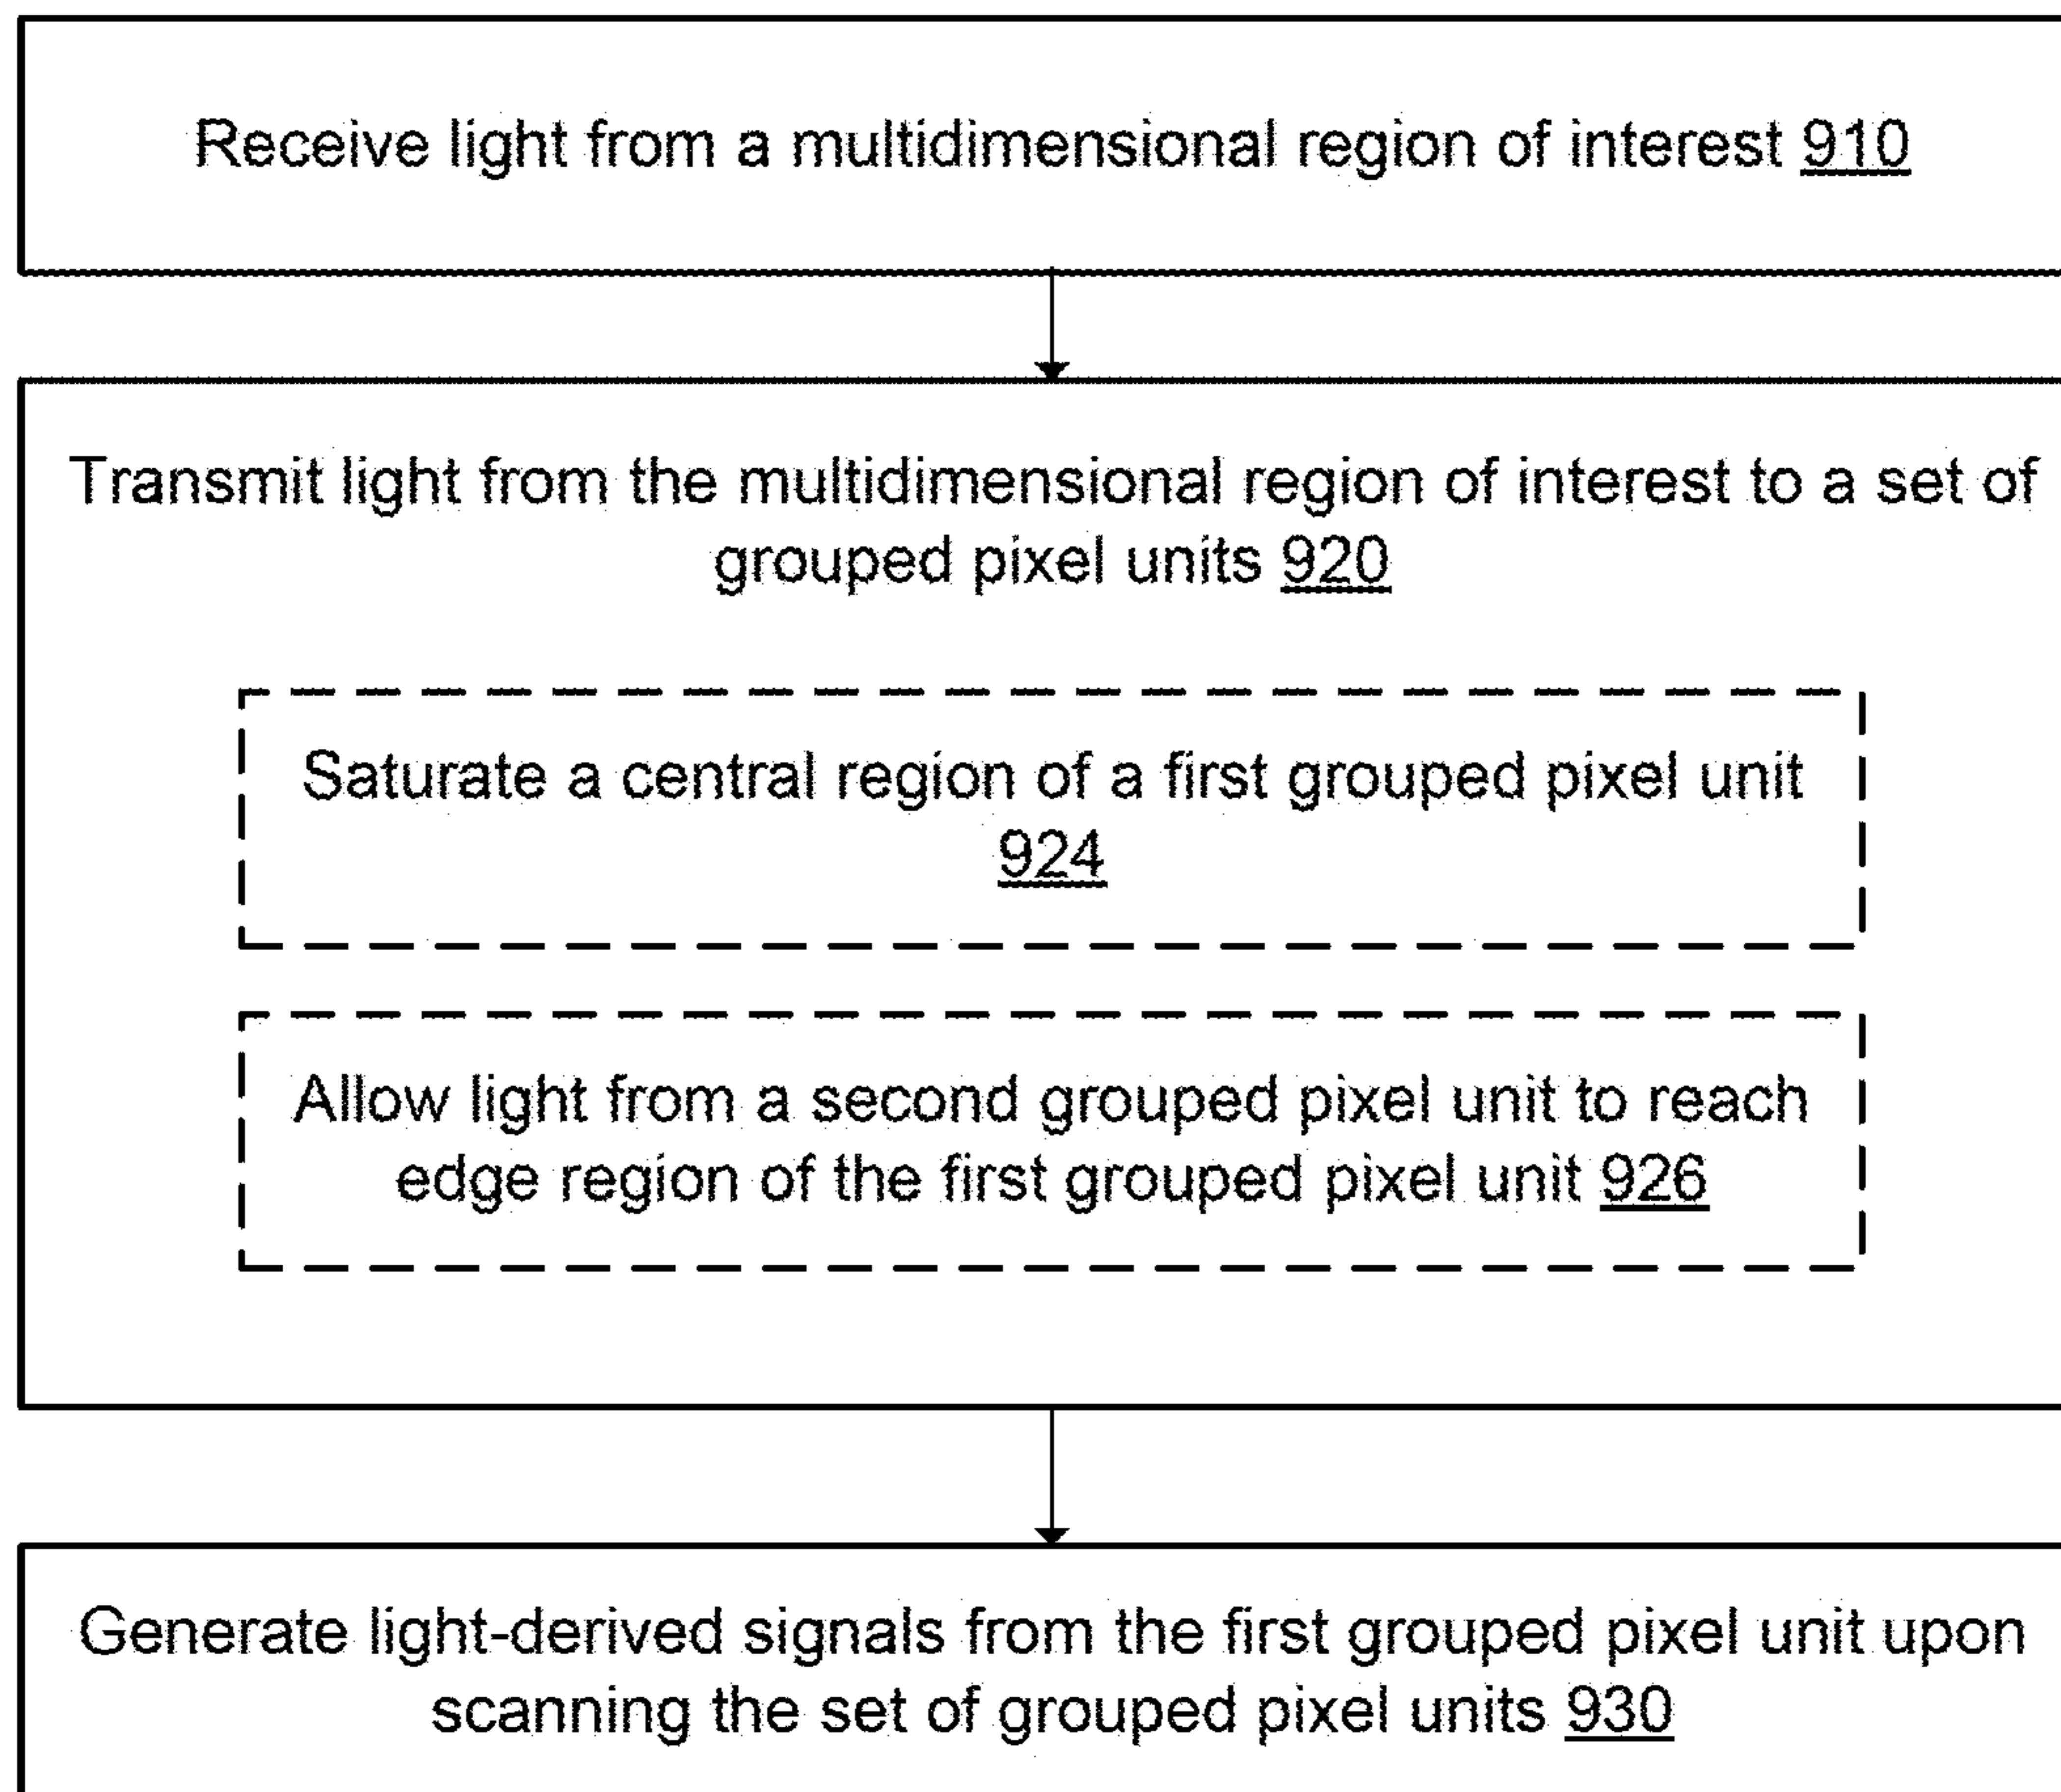 Receive light from a multidimensional region of interest 910
Transmit light from the multidimensional region of interest to a set of
grouped pixel units 920
Saturate a central region of a first grouped pixel unit
924
Allow light from a second grouped pixel unit to reach
edge region of the first grouped pixel unit 926
Generate light-derived signals from the first grouped pixel unit upon
scanning the set of grouped pixel units 930